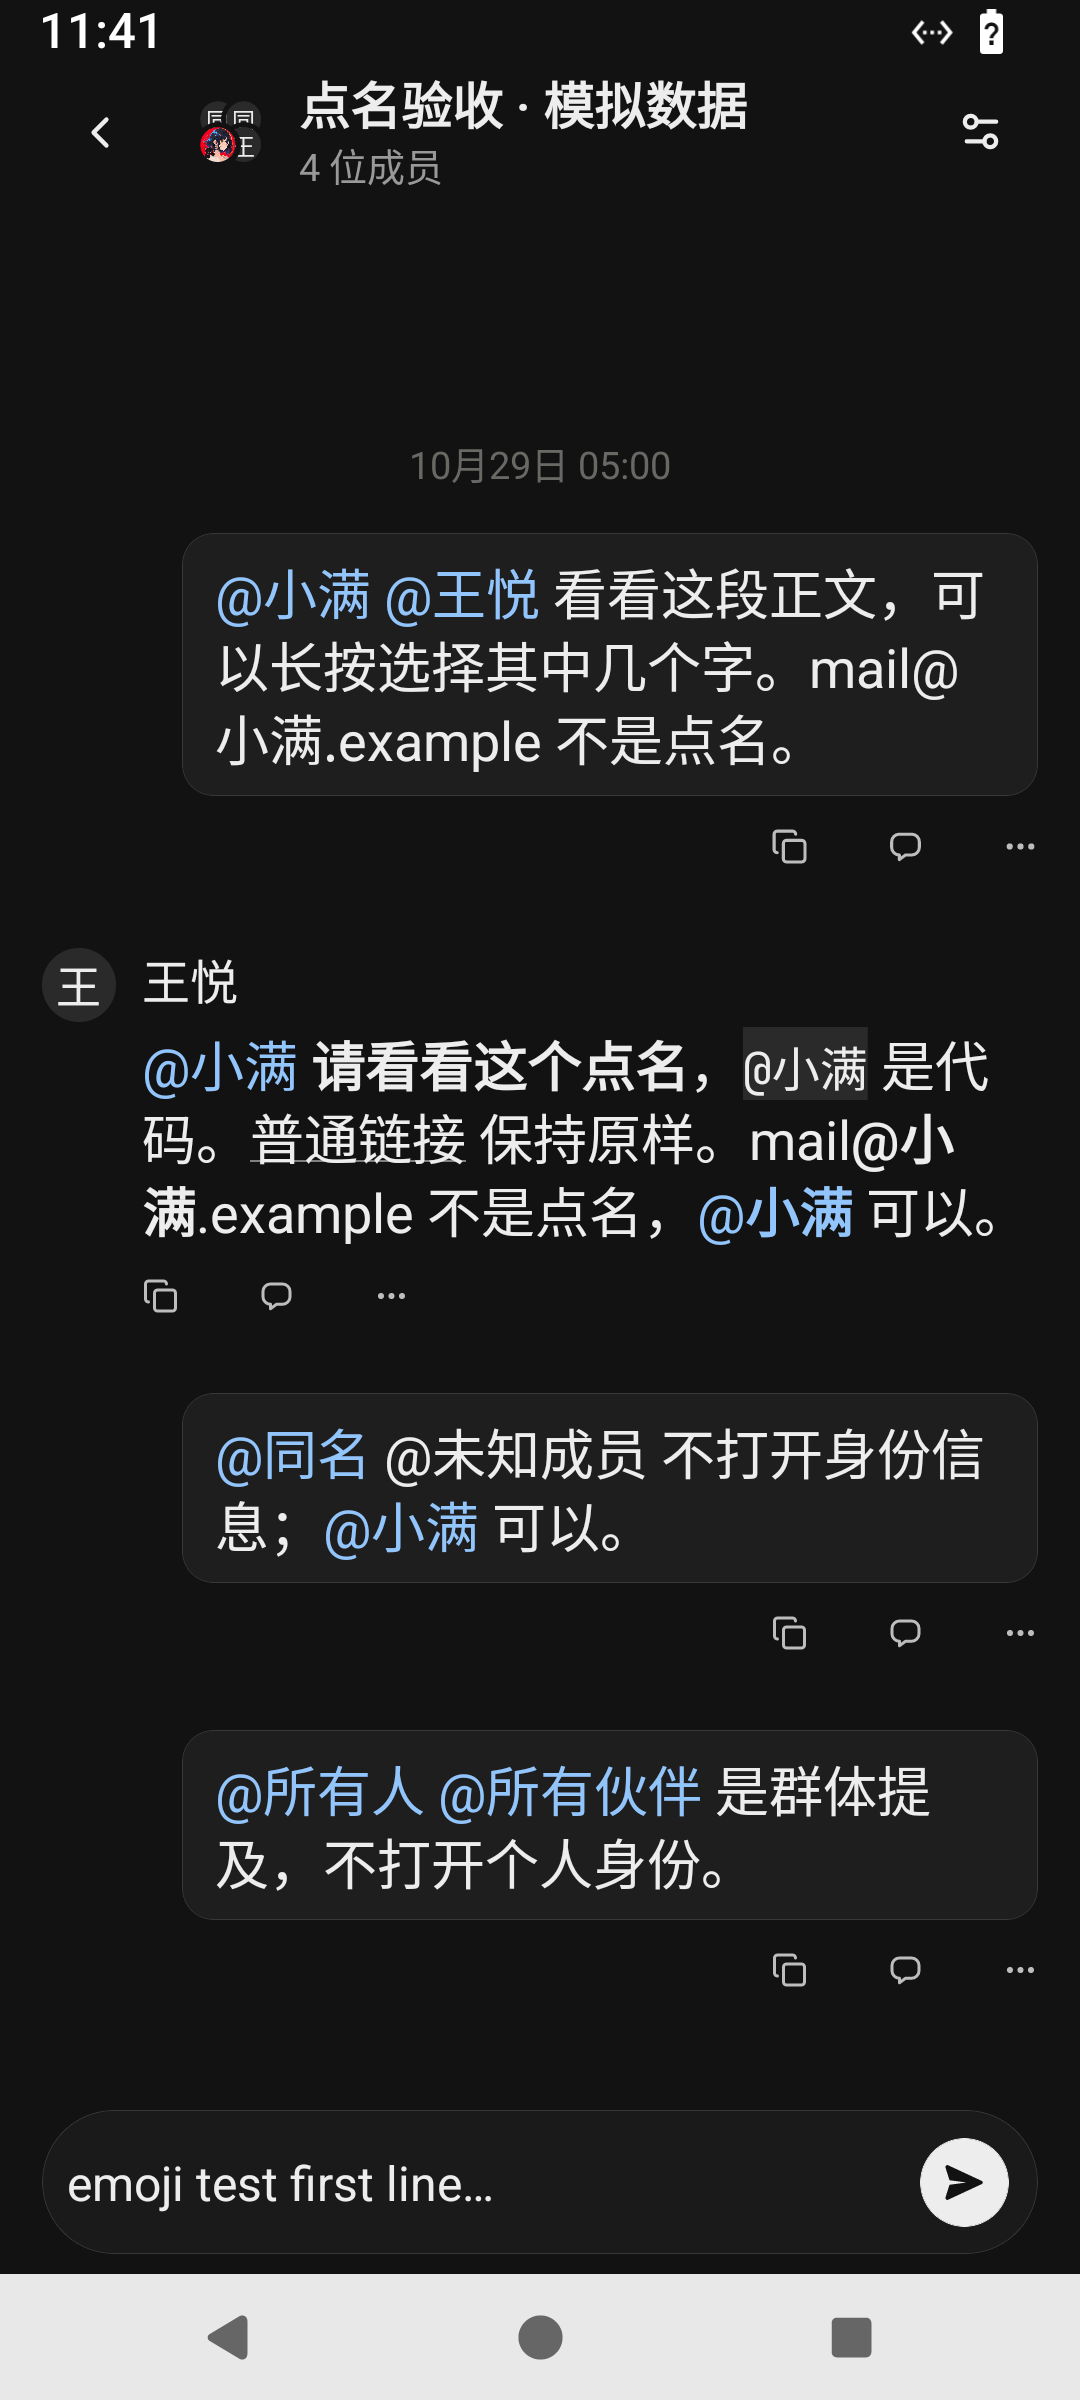 11:41
点名验收 · 模拟数据
4 位成员
10月29日 05:00
@小满 @王悦 看看这段正文，可
以长按选择其中几个字。mail@
小满.example 不是点名。
王 王悦
@小满 请看看这个点名，@小满 是代
码。普通链接 保持原样。mail@小
满.example 不是点名，@小满 可以。
@同名 @未知成员 不打开身份信
息；@小满 可以。
@所有人 @所有伙伴 是群体提
及，不打开个人身份。
emoji test first line…